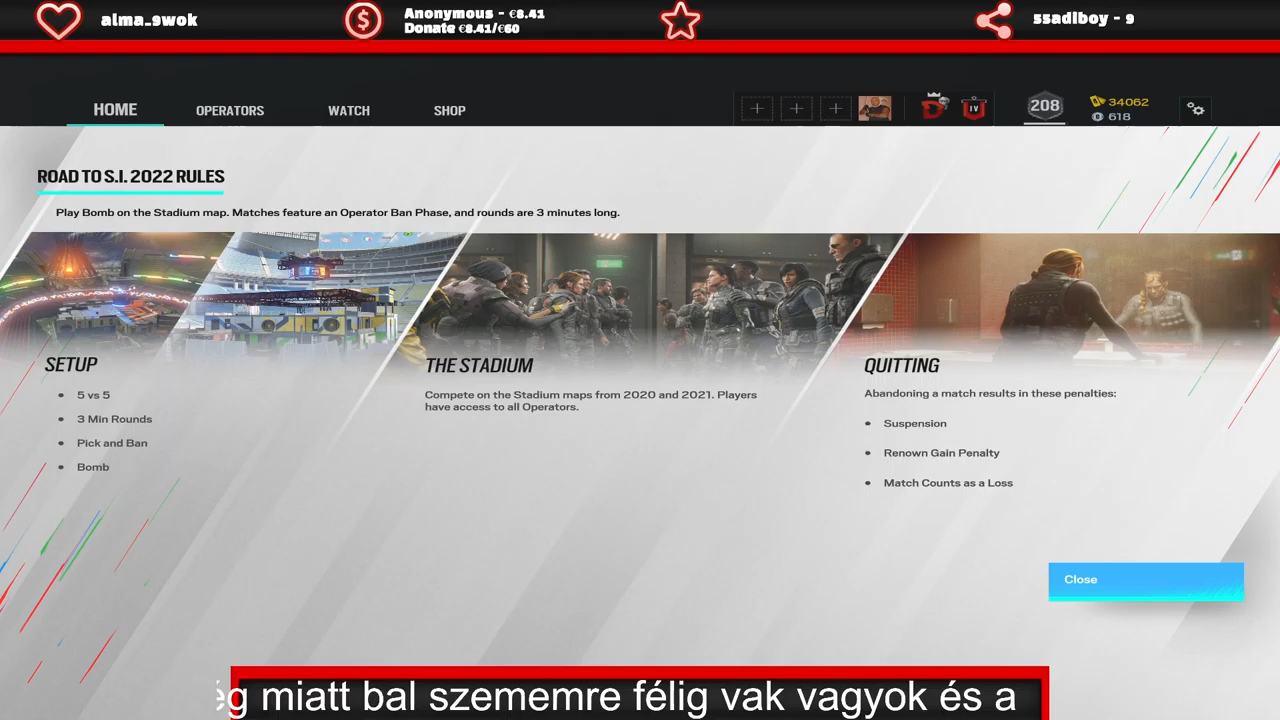 alma_9wok
Anonymous - €8.41
Donate €8.41/€60
55adiboy - 9
HOME
OPERATORS
WATCH
SHOP
IV
208
34062
618
ROAD TO S.I. 2022 RULES
Play Bomb on the Stadium map. Matches feature an Operator Ban Phase, and rounds are 3 minutes long.
SETUP
5 vs 5
3 Min Rounds
Pick and Ban
Bomb
THE STADIUM
Compete on the Stadium maps from 2020 and 2021. Players
have access to all Operators.
QUITTING
Abandoning a match results in these penalties:
Suspension
Renown Gain Penalty
Match Counts as a Loss
Close
miatt bal szememre félig vak vagyok és a